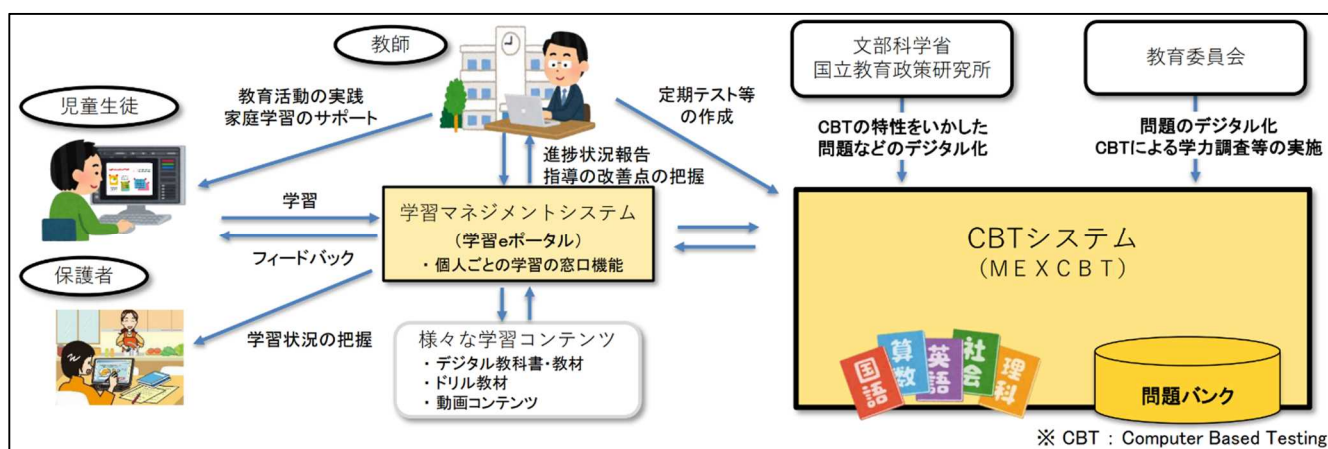 教師
文部科学省
国立教育政策研究所
教育委員会
児童生徒
教育活動の実践
家庭学習のサポート
定期テスト等
の作成
CBTの特性をいかした
問題などのデジタル化
問題のデジタル化
CBTによる学力調査等の実施
進捗状況報告
指導の改善点の把握
学習
フィードバック
学習マネジメントシステム
(学習eポータル)
・個人ごとの学習の窓口機能
CBTシステム
(MEXCBT)
保護者
学習状況の把握
様々な学習コンテンツ
・デジタル教科書・教材
・ドリル教材
・動画コンテンツ
国語
算数
英語
社会
理科
問題バンク
※ CBT : Computer Based Testing